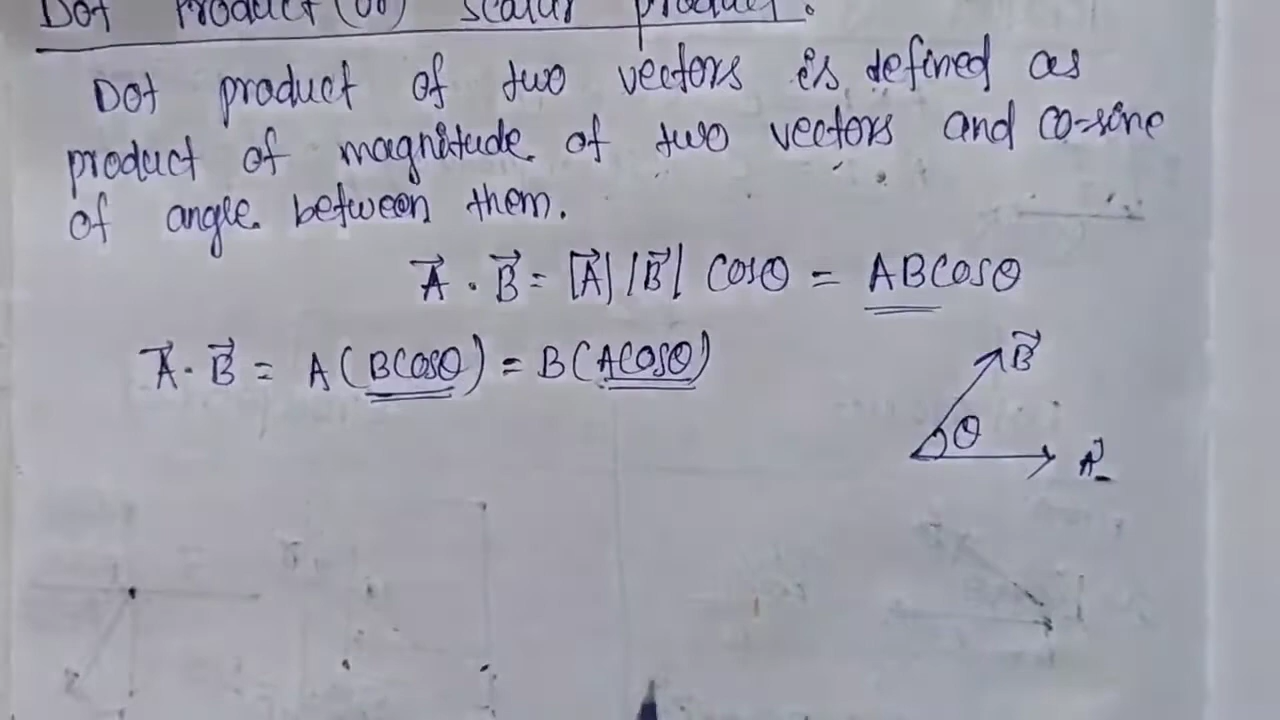 Dot Product (or) scalar product.
Dot product of two vectors is defined as
product of magnitude of two vectors and co-sine
of angle between them.
A⃗ . B⃗ = |A⃗| |B⃗| Cosθ = ABCosθ
A⃗ . B⃗ = A (BCosθ) = B (ACosθ)
B⃗
θ
A⃗